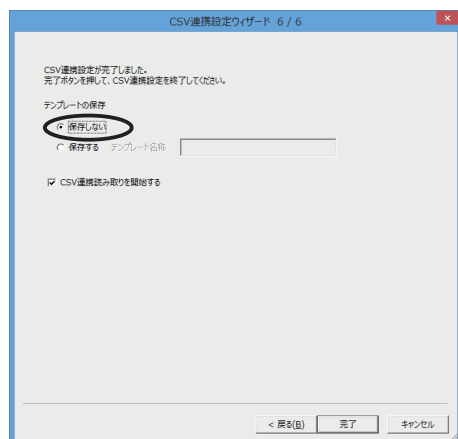 CSV連携設定ウィザード 6 / 6
CSV連携設定が完了しました。
完了ボタンを押して、CSV連携設定を終了してください。
テンプレートの保存
保存しない
保存する テンプレート名称:
CSV連携読み取りを開始する
< 戻る(B) 完了 キャンセル